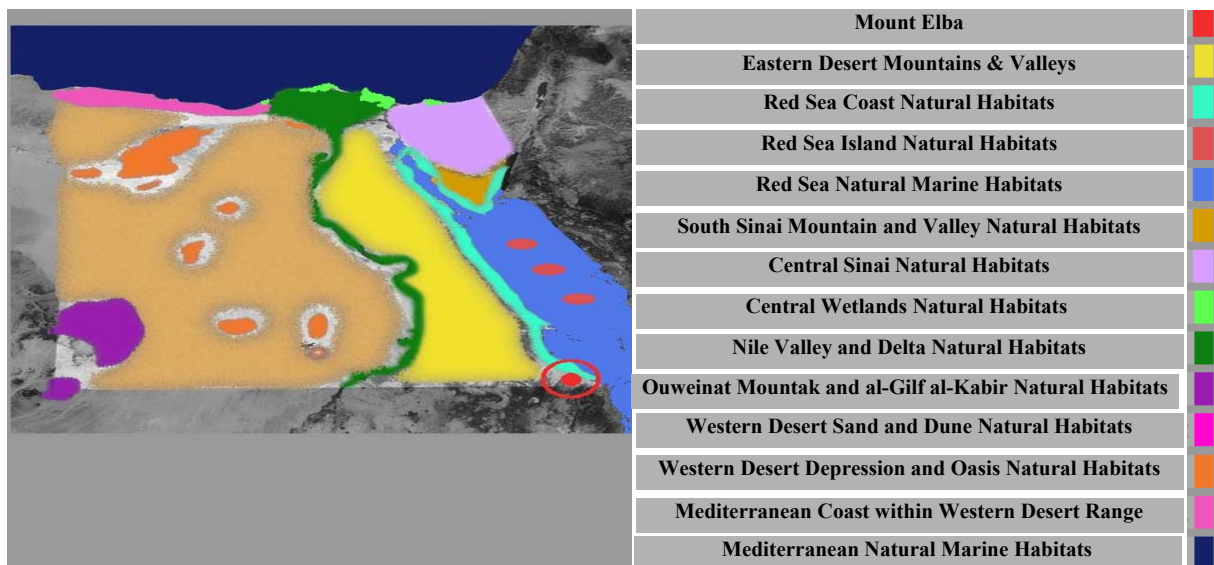 Mount Elba
Eastern Desert Mountains & Valleys
Red Sea Coast Natural Habitats
Red Sea Island Natural Habitats
Red Sea Natural Marine Habitats
South Sinai Mountain and Valley Natural Habitats
Central Sinai Natural Habitats
Central Wetlands Natural Habitats
Nile Valley and Delta Natural Habitats
Ouweinat Mountak and al-Gilf al-Kabir Natural Habitats
Western Desert Sand and Dune Natural Habitats
Western Desert Depression and Oasis Natural Habitats
Mediterranean Coast within Western Desert Range
Mediterranean Natural Marine Habitats